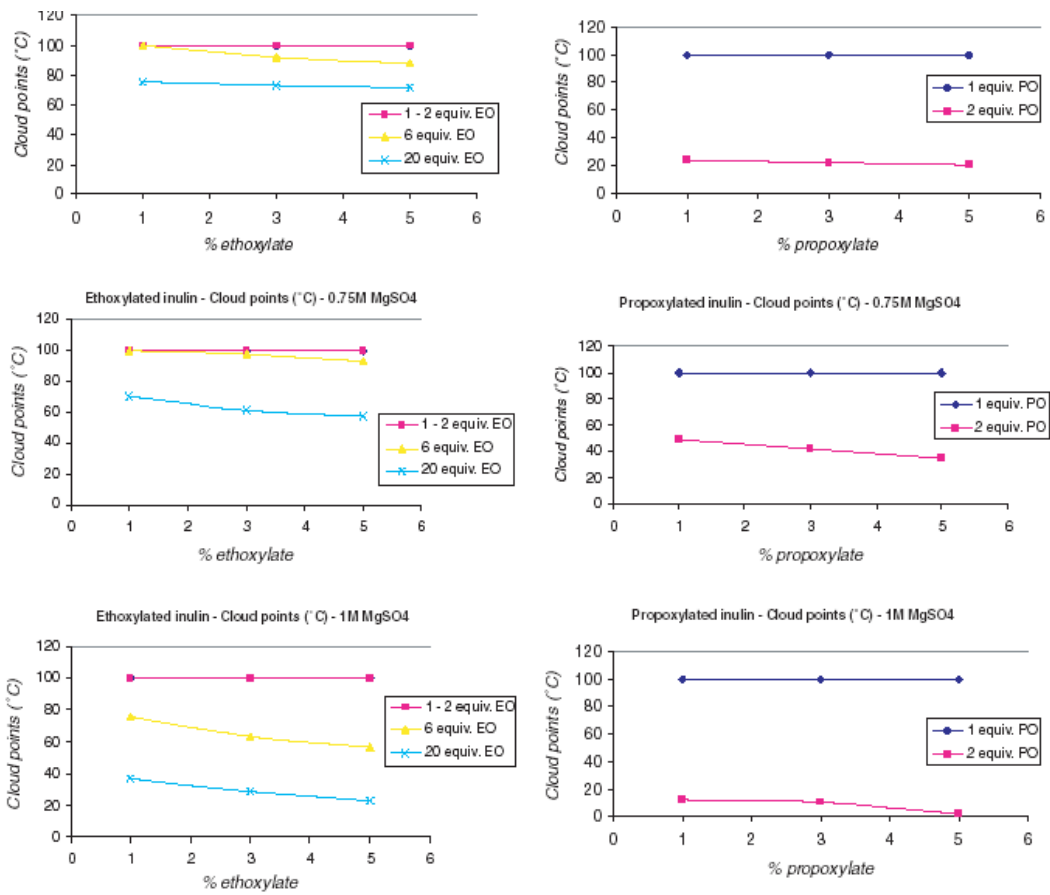 120
100
80
60
40
20
0
Cloud points (˚C)
1 - 2 equiv. EO
6 equiv. EO
20 equiv. EO
0 1 2 3 4 5 6
% ethoxylate
120
100
80
60
40
20
0
Cloud points (˚C)
1 equiv. PO
2 equiv. PO
0 1 2 3 4 5 6
% propoxylate
Ethoxylated inulin - Cloud points (˚C) - 0.75M MgSO4
120
100
80
60
40
20
0
Cloud points (˚C)
1 - 2 equiv. EO
6 equiv. EO
20 equiv. EO
0 1 2 3 4 5 6
% ethoxylate
Propoxylated inulin - Cloud points (˚C) - 0.75M MgSO4
120
100
80
60
40
20
0
Cloud points (˚C)
1 equiv. PO
2 equiv. PO
0 1 2 3 4 5 6
% propoxylate
Ethoxylated inulin - Cloud points (˚C) - 1M MgSO4
120
100
80
60
40
20
0
Cloud points (˚C)
1 - 2 equiv. EO
6 equiv. EO
20 equiv. EO
0 1 2 3 4 5 6
% ethoxylate
Propoxylated inulin - Cloud points (˚C) - 1M MgSO4
120
100
80
60
40
20
0
Cloud points (˚C)
1 equiv. PO
2 equiv. PO
0 1 2 3 4 5 6
% propoxylate